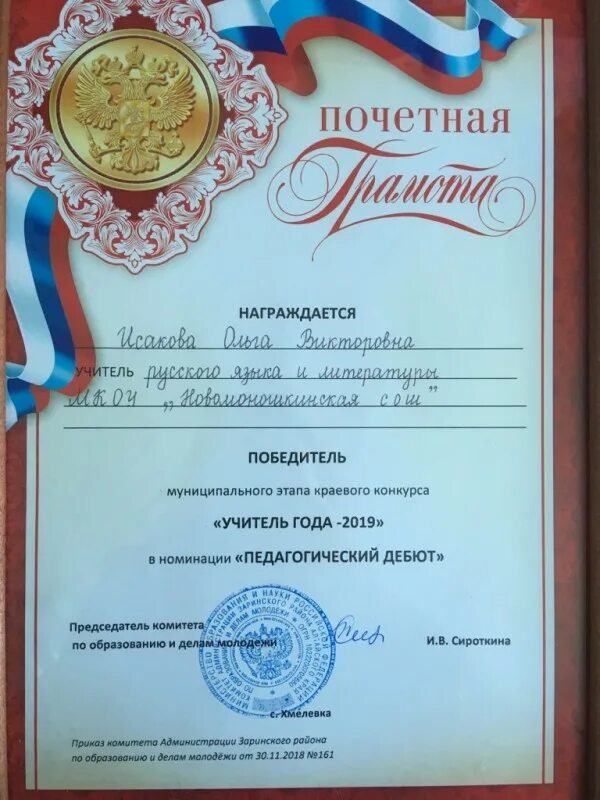 ПОЧЕТНАЯ
Грамота
НАГРАЖДАЕТСЯ
Исакова Ольга Викторовна
УЧИТЕЛЬ русского языка и литературы
МКОУ „Новомоношкинская сош"
ПОБЕДИТЕЛЬ
муниципального этапа краевого конкурса
«УЧИТЕЛЬ ГОДА -2019»
в номинации «ПЕДАГОГИЧЕСКИЙ ДЕБЮТ»
Председатель комитета
по образованию и делам молодежи
И.В. Сироткина
с. Хмелевка
Приказ комитета Администрации Заринского района
по образованию и делам молодёжи от 30.11.2018 №161